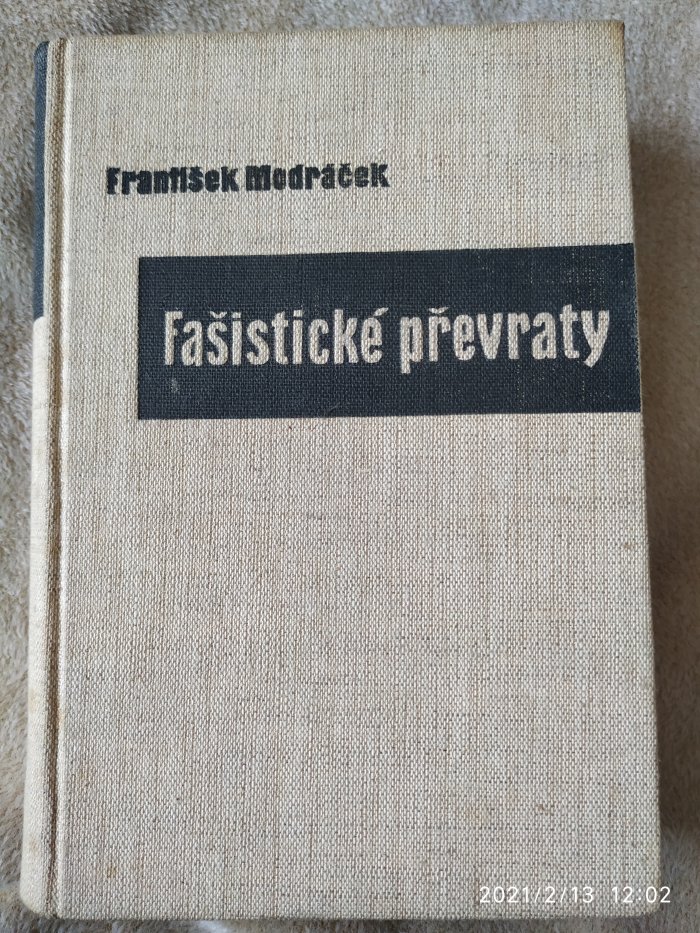 František Modráček
Fašistické převraty
2021/2/13 12:02